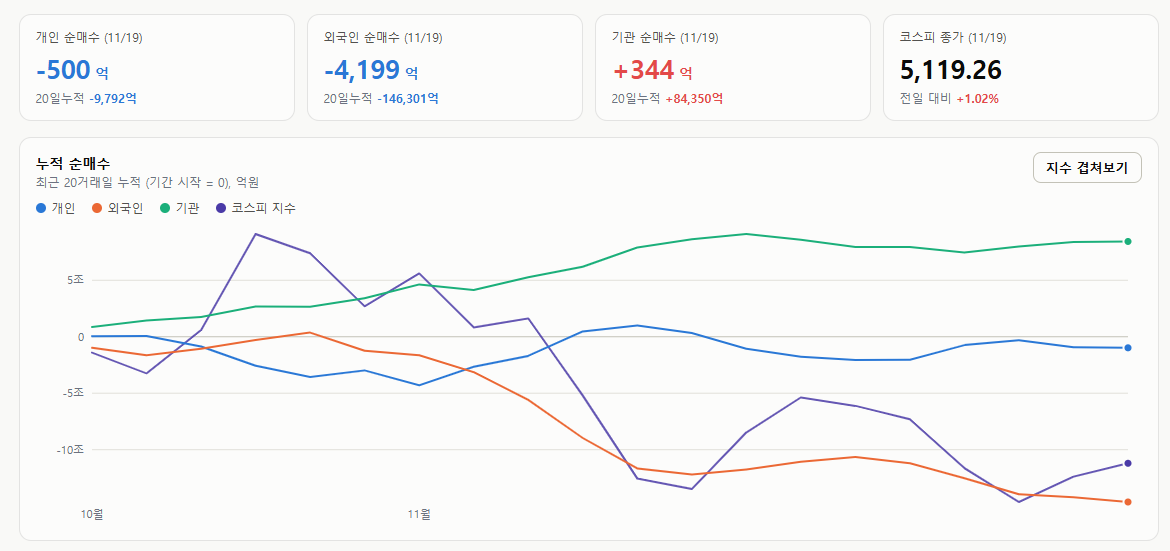 개인 순매수 (11/19)
-500 억
20일누적 -9,792억
외국인 순매수 (11/19)
-4,199 억
20일누적 -146,301억
기관 순매수 (11/19)
+344 억
20일누적 +84,350억
코스피 종가 (11/19)
5,119.26
전일 대비 +1.02%
누적 순매수
최근 20거래일 누적 (기간 시작 = 0), 억원
지수 겹쳐보기
개인 외국인 기관 코스피 지수
5조
0
-5조
-10조
10월 11월